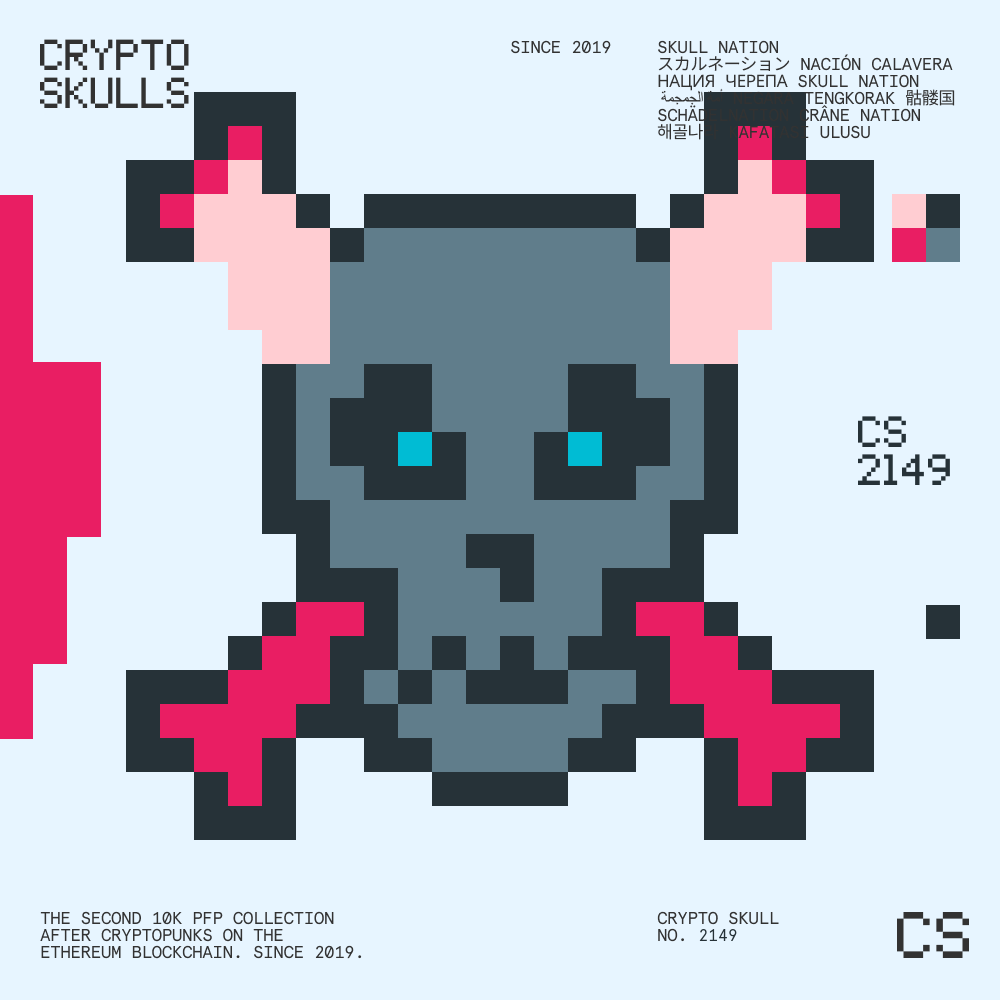 CRYPTO
SKULLS
SINCE 2019
SKULL NATION
スカルネーション NACIÓN CALAVERA
НАЦИЯ ЧЕРЕПА SKULL NATION
الجمجمة TENGKORAK 骷髅国
CRÂNE NATION
해골 ULUSU
CS
2149
THE SECOND 10K PFP COLLECTION
AFTER CRYPTOPUNKS ON THE
ETHEREUM BLOCKCHAIN. SINCE 2019.
CRYPTO SKULL
NO. 2149
CS